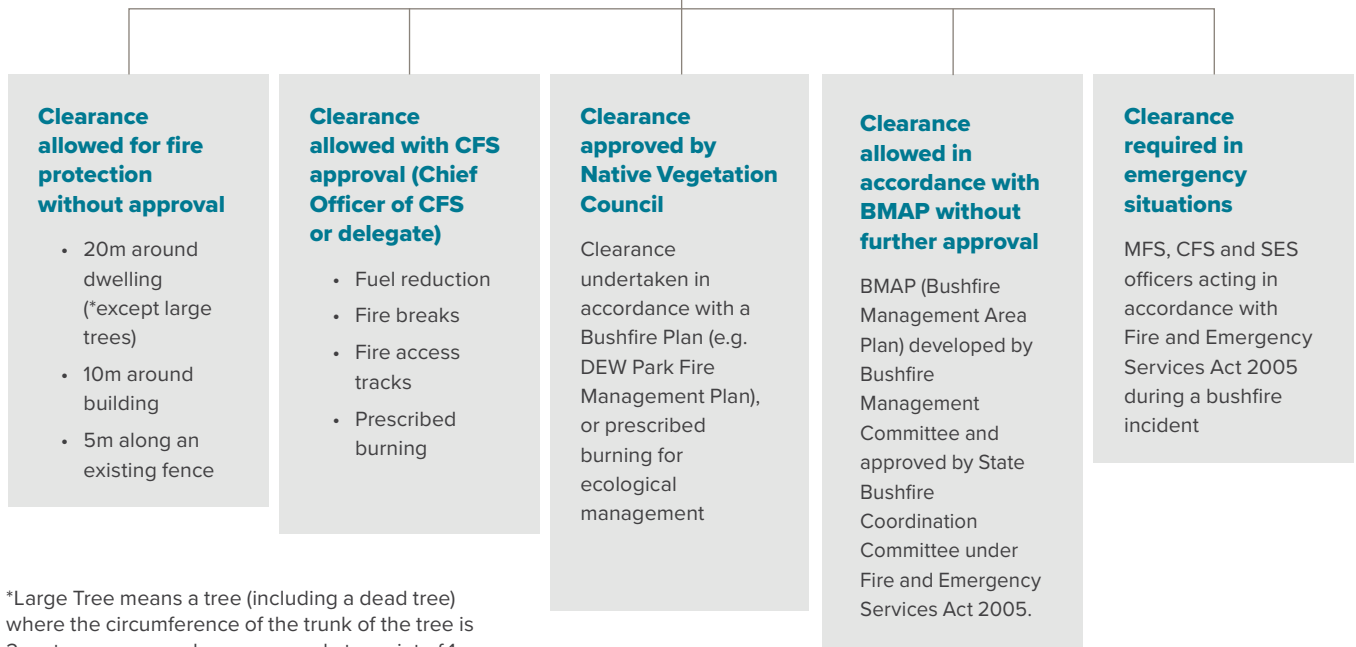 Clearance
allowed for fire
protection
without approval
• 20m around
dwelling
(*except large
trees)
• 10m around
building
• 5m along an
existing fence
Clearance
allowed with CFS
approval (Chief
Officer of CFS
or delegate)
• Fuel reduction
• Fire breaks
• Fire access
tracks
• Prescribed
burning
Clearance
approved by
Native Vegetation
Council
Clearance
undertaken in
accordance with a
Bushfire Plan (e.g.
DEW Park Fire
Management Plan),
or prescribed
burning for
ecological
management
Clearance
allowed in
accordance with
BMAP without
further approval
BMAP (Bushfire
Management Area
Plan) developed by
Bushfire
Management
Committee and
approved by State
Bushfire
Coordination
Committee under
Fire and Emergency
Services Act 2005.
Clearance
required in
emergency
situations
MFS, CFS and SES
officers acting in
accordance with
Fire and Emergency
Services Act 2005
during a bushfire
incident
*Large Tree means a tree (including a dead tree)
where the circumference of the trunk of the tree is